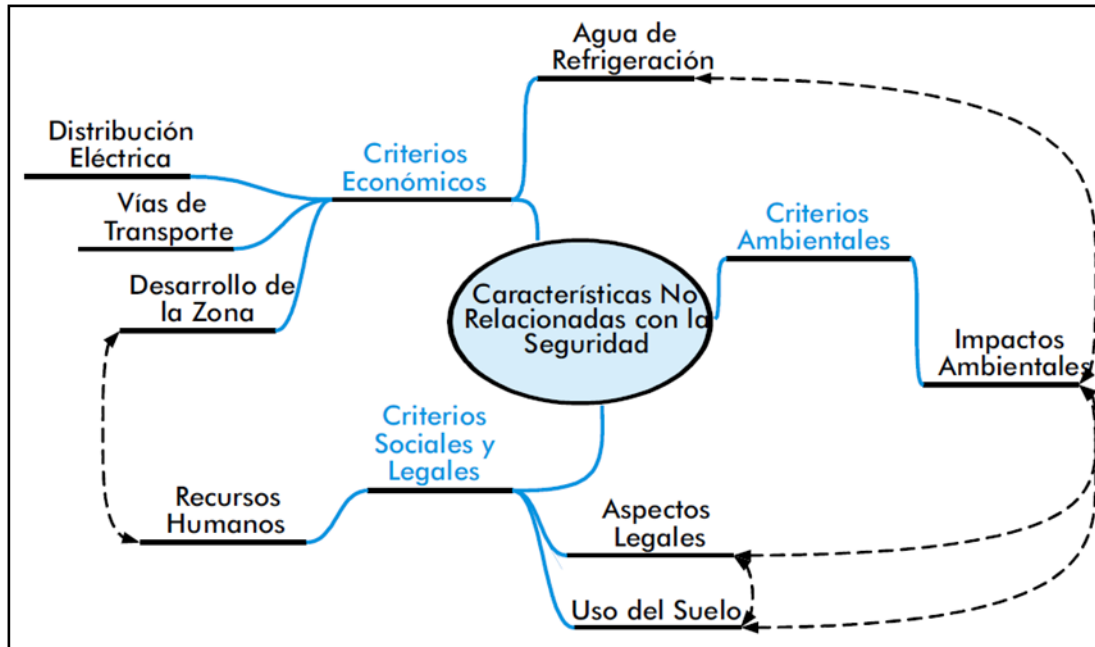 Agua de
Refrigeración
Distribución
Eléctrica
Criterios
Económicos
Vías de
Transporte
Criterios
Ambientales
Desarrollo de
la Zona
Características No
Relacionadas con la
Seguridad
Impactos
Ambientales
Criterios
Sociales y
Legales
Recursos
Humanos
Aspectos
Legales
Uso del Suelo